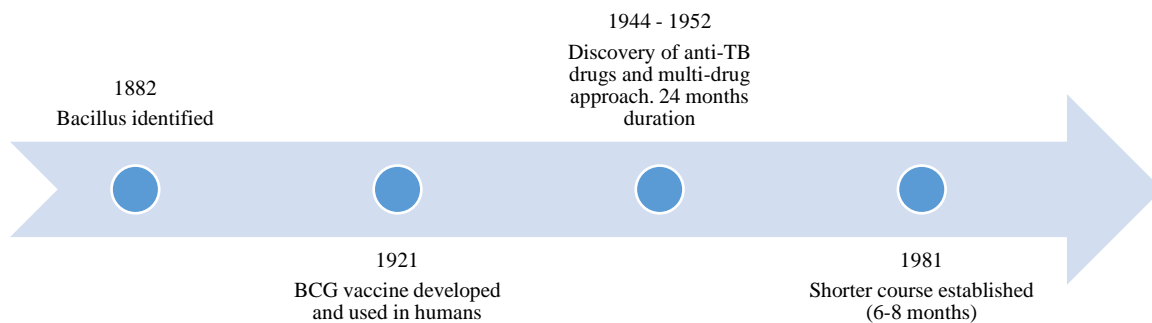 1882
Bacillus identified
1921
BCG vaccine developed
and used in humans
1944 - 1952
Discovery of anti-TB
drugs and multi-drug
approach. 24 months
duration
1981
Shorter course established
(6-8 months)